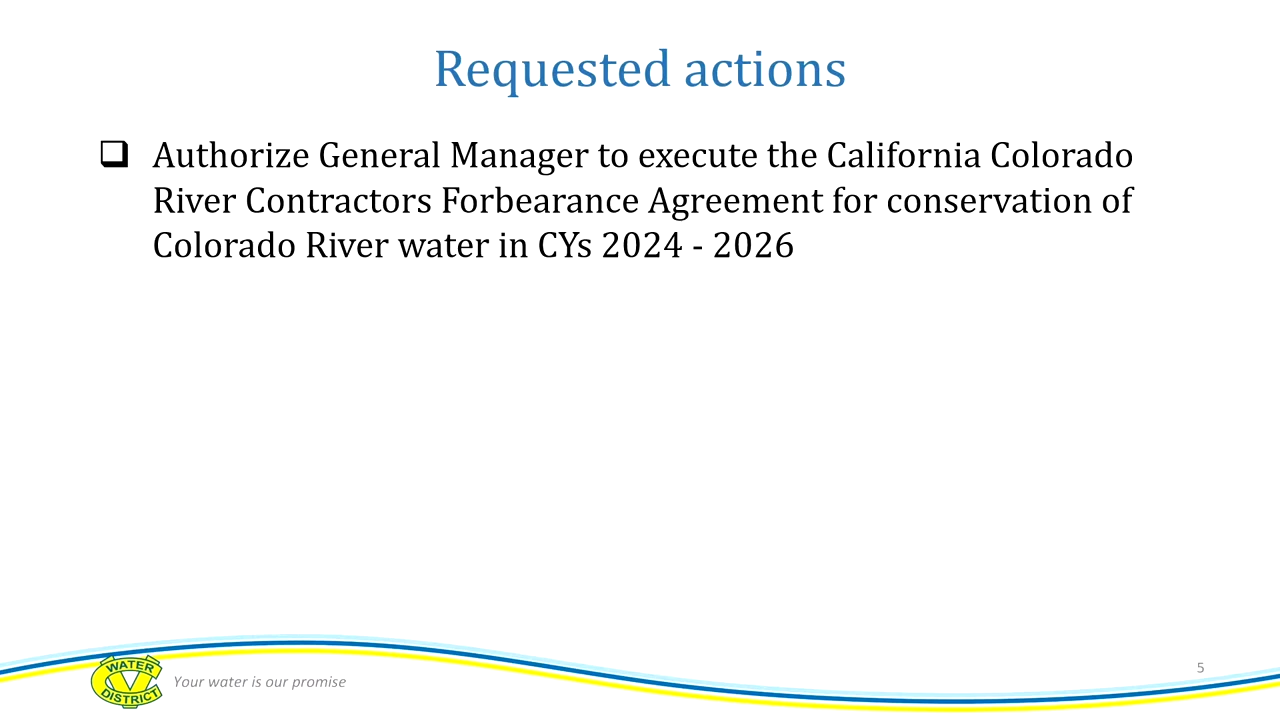 Requested actions
Authorize General Manager to execute the California Colorado
River Contractors Forbearance Agreement for conservation of
Colorado River water in CYs 2024 - 2026
WATER
CV
DISTRICT
Your water is our promise
5